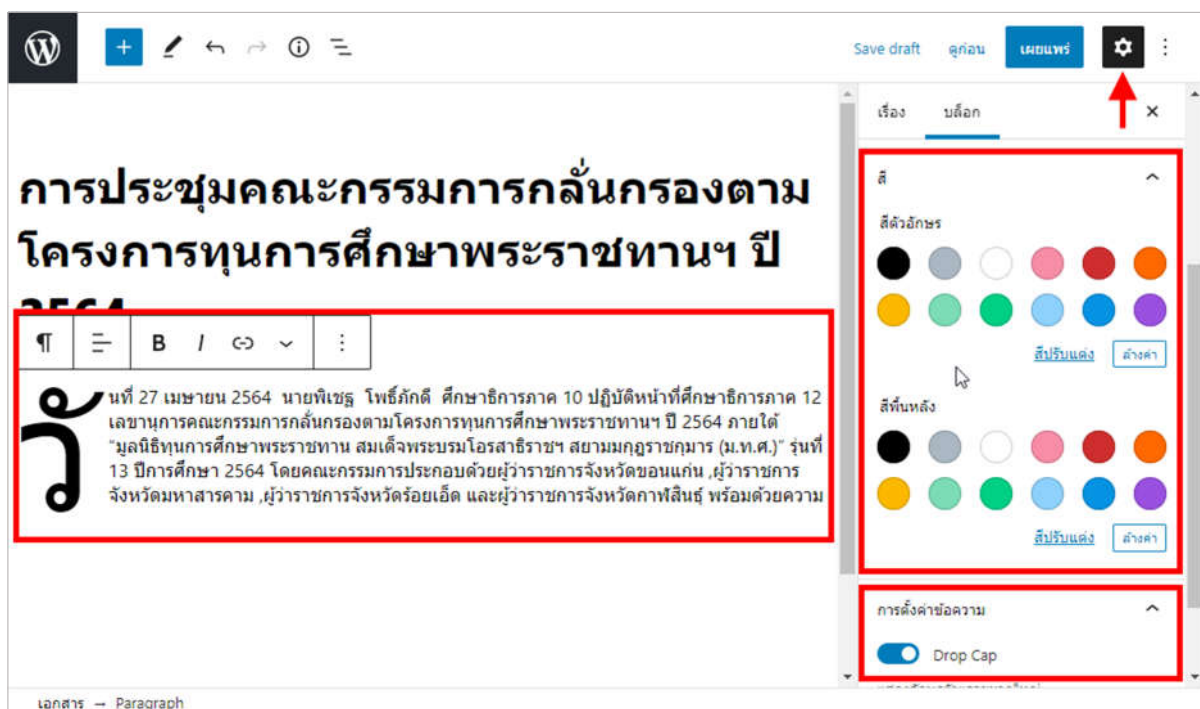 Save draft ดูก่อน เผยแพร่
เรื่อง บล็อก
การประชุมคณะกรรมการกลั่นกรองตาม
โครงการทุนการศึกษาพระราชทานฯ ปี
2564
B I
วันที่ 27 เมษายน 2564 นายพิเชฐ โพธิ์ภักดี ศึกษาธิการภาค 10 ปฏิบัติหน้าที่ศึกษาธิการภาค 12
เลขานุการคณะกรรมการกลั่นกรองตามโครงการทุนการศึกษาพระราชทานฯ ปี 2564 ภายใต้
“มูลนิธิทุนการศึกษาพระราชทาน สมเด็จพระบรมโอรสาธิราชฯ สยามมกุฎราชกุมาร (ม.ท.ศ.)” รุ่นที่
13 ปีการศึกษา 2564 โดยคณะกรรมการประกอบด้วยผู้ว่าราชการจังหวัดขอนแก่น ,ผู้ว่าราชการ
จังหวัดมหาสารคาม ,ผู้ว่าราชการจังหวัดร้อยเอ็ด และผู้ว่าราชการจังหวัดกาฬสินธุ์ พร้อมด้วยความ
สี
สีตัวอักษร
สีปรับแต่ง ล้างค่า
สีพื้นหลัง
สีปรับแต่ง ล้างค่า
การตั้งค่าข้อความ
Drop Cap
เอกสาร → Paragraph